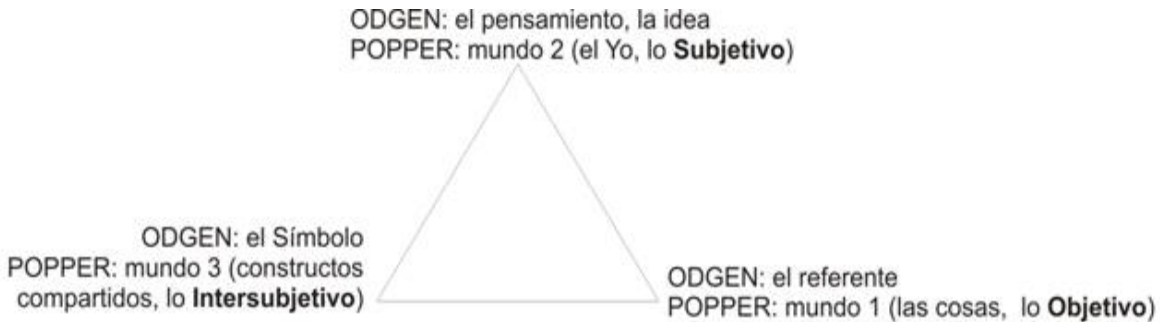 ODGEN: el pensamiento, la idea
POPPER: mundo 2 (el Yo, lo Subjetivo)
ODGEN: el Símbolo
POPPER: mundo 3 (constructos
compartidos, lo Intersubjetivo)
ODGEN: el referente
POPPER: mundo 1 (las cosas, lo Objetivo)